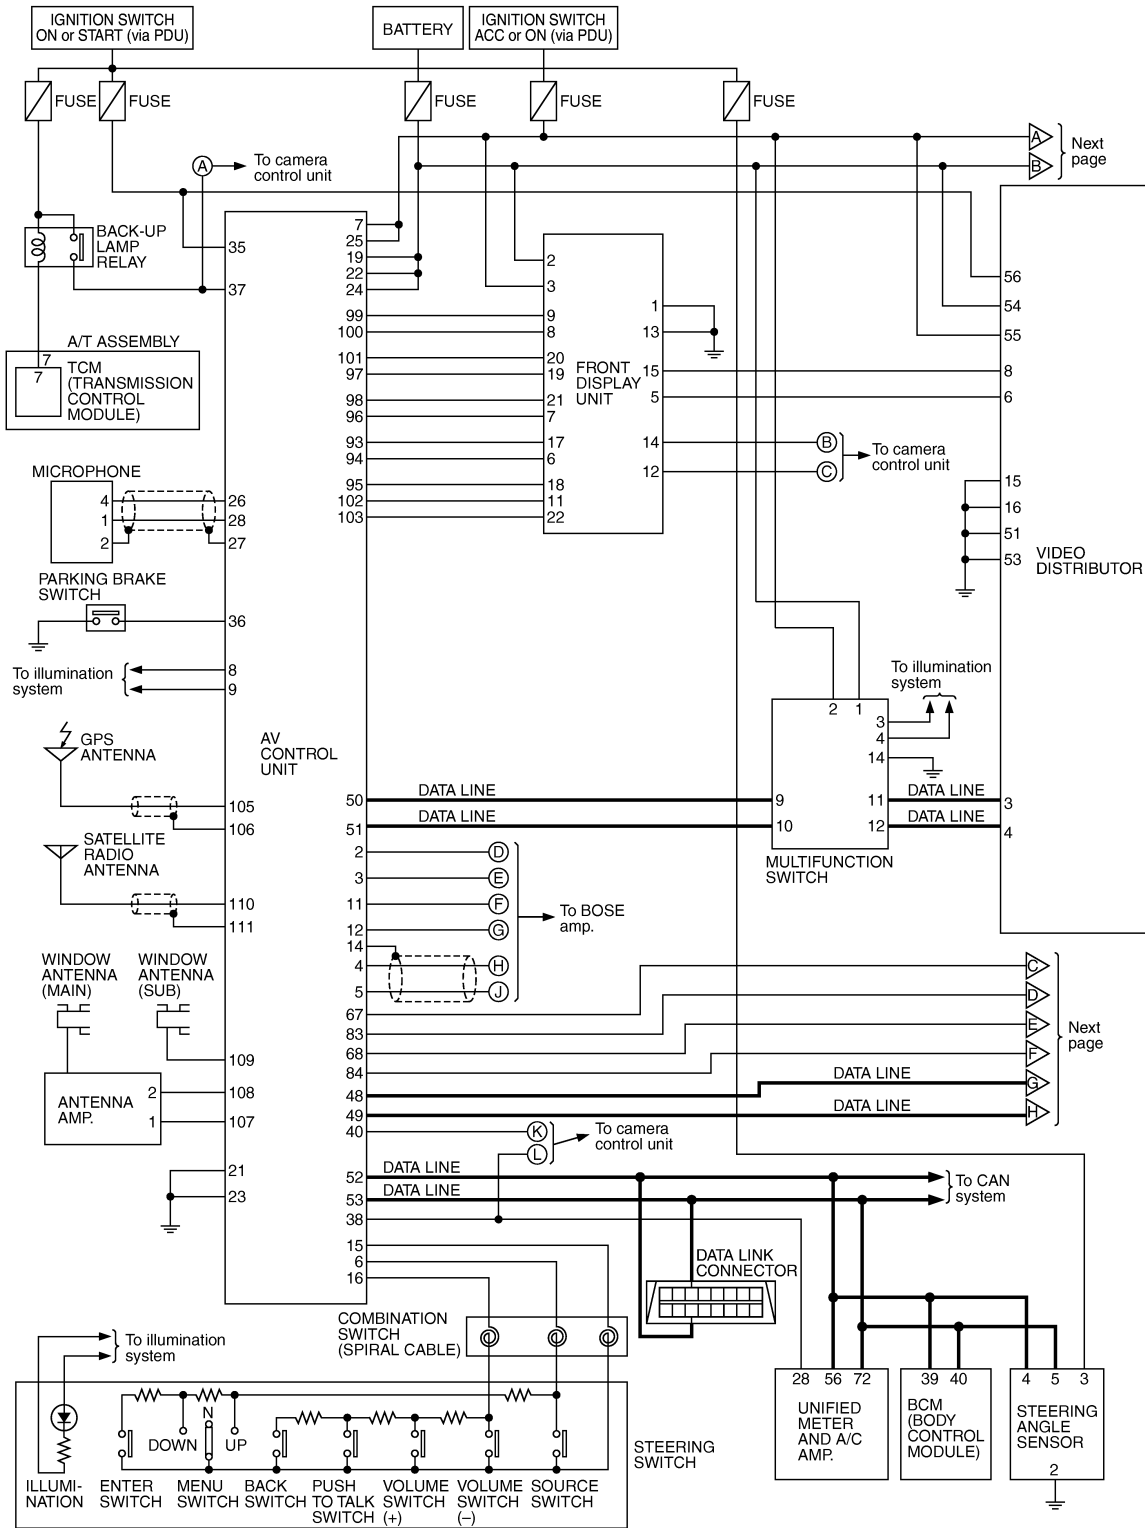 IGNITION SWITCH
ON or START (via PDU)
BATTERY
IGNITION SWITCH
ACC or ON (via PDU)
FUSE
FUSE
FUSE
FUSE
FUSE
A
To camera
control unit
A
B
Next
page
BACK-UP
LAMP
RELAY
35
37
7
25
19
22
24
99
100
101
97
98
96
93
94
95
102
103
2
3
9
8
20
19
21
7
17
6
18
11
22
FRONT
DISPLAY
UNIT
1
13
15
5
14
12
56
54
55
8
6
B
C
To camera
control unit
15
16
51
53
VIDEO
DISTRIBUTOR
A/T ASSEMBLY
7
7
TCM
(TRANSMISSION
CONTROL
MODULE)
MICROPHONE
4
1
2
26
28
27
PARKING BRAKE
SWITCH
36
To illumination
system
8
9
GPS
ANTENNA
AV
CONTROL
UNIT
105
106
SATELLITE
RADIO
ANTENNA
110
111
WINDOW
ANTENNA
(MAIN)
WINDOW
ANTENNA
(SUB)
109
ANTENNA
AMP.
2
1
108
107
21
23
To illumination
system
2
1
3
4
14
50
DATA LINE
9
11
DATA LINE
3
51
DATA LINE
10
12
DATA LINE
4
MULTIFUNCTION
SWITCH
2
D
3
E
11
F
12
G
14
4
H
5
J
To BOSE
amp.
67
C
83
D
68
E
84
F
48
DATA LINE
G
49
DATA LINE
H
Next
page
40
K
L
To camera
control unit
52
DATA LINE
53
DATA LINE
To CAN
system
38
15
6
16
DATA LINK
CONNECTOR
COMBINATION
SWITCH
(SPIRAL CABLE)
To illumination
system
N
DOWN
UP
ILLUMI-
NATION
ENTER
SWITCH
MENU
SWITCH
BACK
SWITCH
PUSH
TO TALK
SWITCH
VOLUME
SWITCH
(+)
VOLUME
SWITCH
(–)
SOURCE
SWITCH
STEERING
SWITCH
28
56
72
UNIFIED
METER
AND A/C
AMP.
39
40
BCM
(BODY
CONTROL
MODULE)
4
5
3
STEERING
ANGLE
SENSOR
2